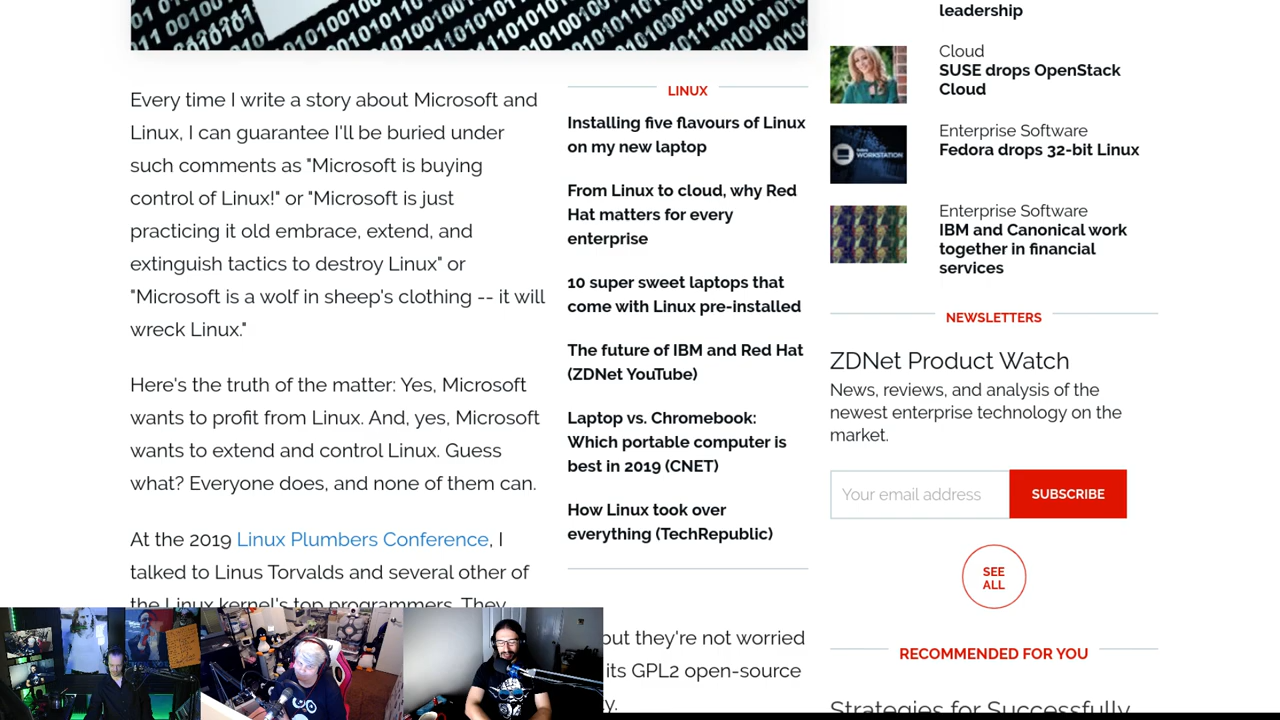 Every time I write a story about Microsoft and
Linux, I can guarantee I'll be buried under
such comments as "Microsoft is buying
control of Linux!" or "Microsoft is just
practicing it old embrace, extend, and
extinguish tactics to destroy Linux" or
"Microsoft is a wolf in sheep's clothing -- it will
wreck Linux."
Here's the truth of the matter: Yes, Microsoft
wants to profit from Linux. And, yes, Microsoft
wants to extend and control Linux. Guess
what? Everyone does, and none of them can.
At the 2019 Linux Plumbers Conference, I
talked to Linus Torvalds and several other of
the Linux kernel's top programmers. They
but they're not worried
its GPL2 open-source
LINUX
Installing five flavours of Linux
on my new laptop
From Linux to cloud, why Red
Hat matters for every
enterprise
10 super sweet laptops that
come with Linux pre-installed
The future of IBM and Red Hat
(ZDNet YouTube)
Laptop vs. Chromebook:
Which portable computer is
best in 2019 (CNET)
How Linux took over
everything (TechRepublic)
leadership
Cloud
SUSE drops OpenStack
Cloud
Enterprise Software
Fedora drops 32-bit Linux
WORKSTATION
Enterprise Software
IBM and Canonical work
together in financial
services
NEWSLETTERS
ZDNet Product Watch
News, reviews, and analysis of the
newest enterprise technology on the
market.
Your email address
SUBSCRIBE
SEE
ALL
RECOMMENDED FOR YOU
Strategies for Successfully